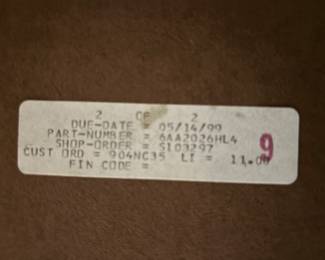 2 OF 2
DUE-DATE = 05/14/99
PART-NUMBER = 6AA2026HL4
SHOP-ORDER = S103297
CUST ORD = 904NC35 LI = 11.00
FIN CODE =
9